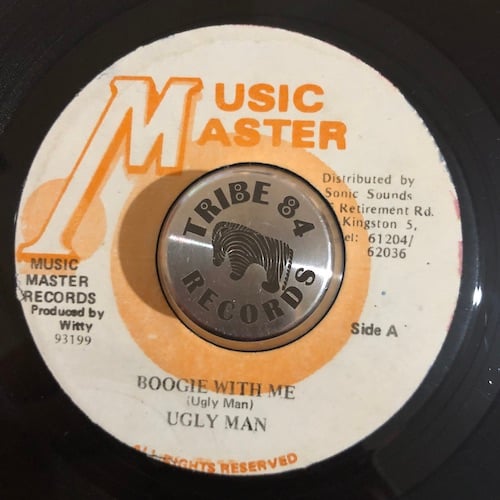 MUSIC
MASTER
Distributed by
Sonic Sounds
Retirement Rd.
Kingston 5,
61204/
62036
TRIBE 84
RECORDS
MUSIC
MASTER
RECORDS
Produced by
Witty
93199
Side A
BOOGIE WITH ME
(Ugly Man)
UGLY MAN
ALL RIGHTS RESERVED